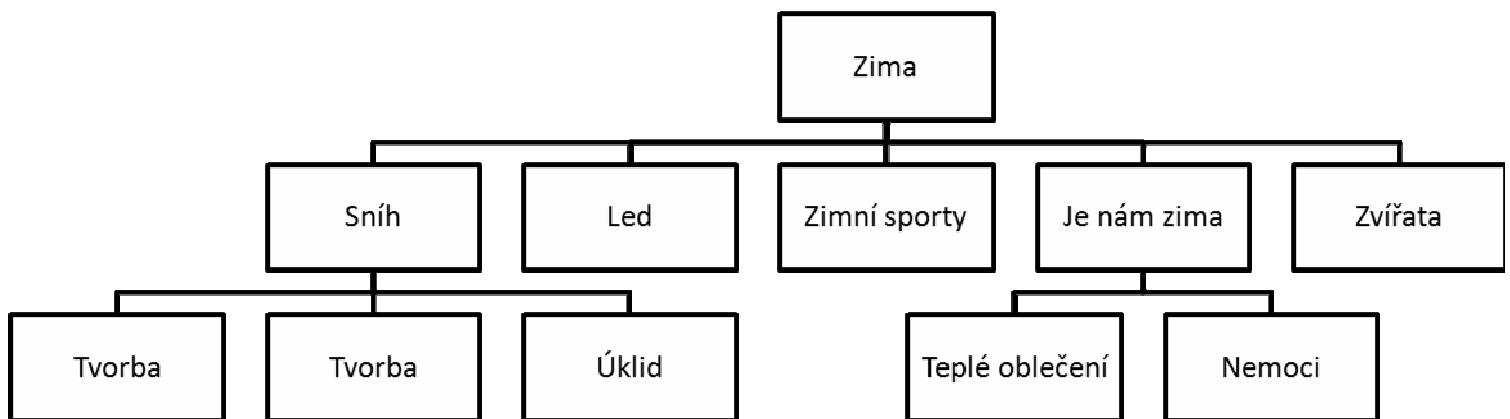 Zima
Sníh
Led
Zimní sporty
Je nám zima
Zvířata
Tvorba
Tvorba
Úklid
Teplé oblečení
Nemoci